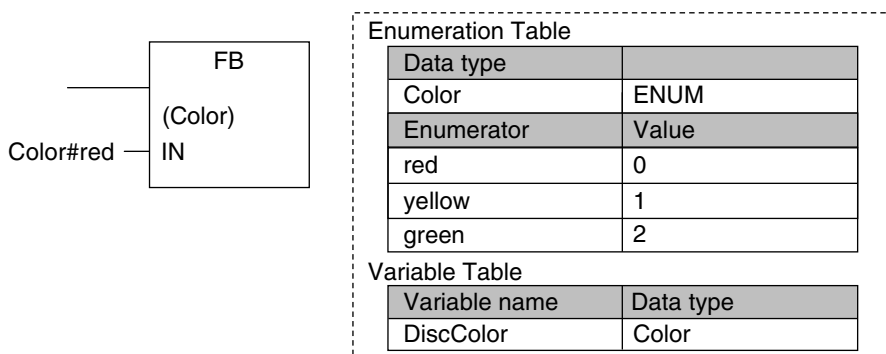 FB
(Color)
Color#red IN
Enumeration Table
Data type
Color ENUM
Enumerator Value
red 0
yellow 1
green 2
Variable Table
Variable name Data type
DiscColor Color